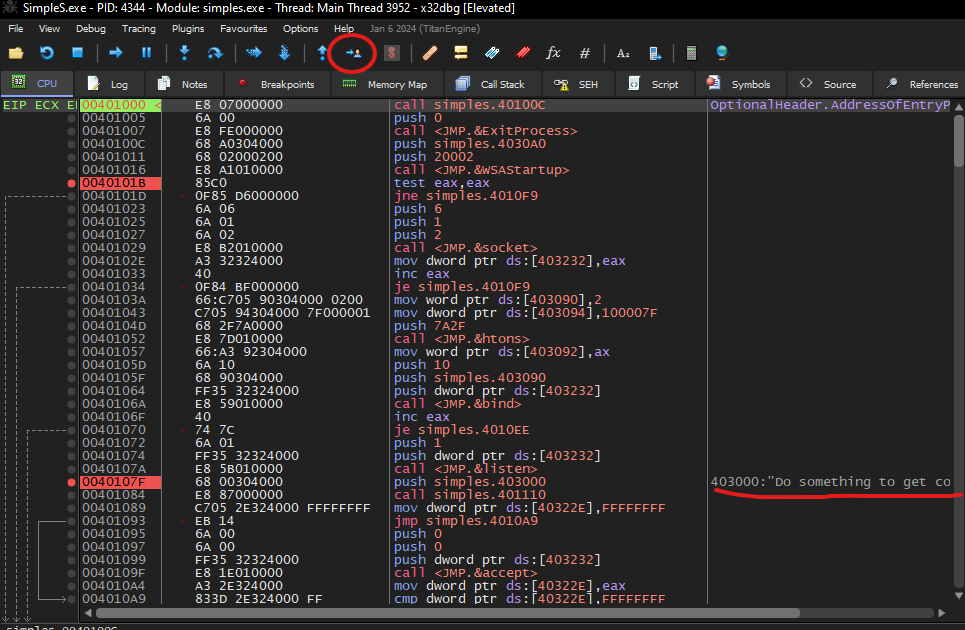 SimpleS.exe - PID: 4344 - Module: simples.exe - Thread: Main Thread 3952 - x32dbg [Elevated]
File View Debug Tracing Plugins Favourites Options Help Jan 6 2024 (TitanEngine)
CPU Log Notes Breakpoints Memory Map Call Stack SEH Script Symbols Source References
EIP ECX E 00401000 < E8 07000000 call simples.40100C OptionalHeader.AddressOfEntryP
00401005 6A 00 push 0
00401007 E8 FE000000 call <JMP.&ExitProcess>
0040100C 68 A0304000 push simples.4030A0
00401011 68 02000200 push 20002
00401016 E8 A1010000 call <JMP.&WSAStartup>
0040101B 85C0 test eax,eax
0040101D 0F85 D6000000 jne simples.4010F9
00401023 6A 06 push 6
00401025 6A 01 push 1
00401027 6A 02 push 2
00401029 E8 B2010000 call <JMP.&socket>
0040102E A3 32324000 mov dword ptr ds:[403232],eax
00401033 40 inc eax
00401034 0F84 BF000000 je simples.4010F9
0040103A 66:C705 90304000 0200 mov word ptr ds:[403090],2
00401043 C705 94304000 7F000001 mov dword ptr ds:[403094],100007F
0040104D 68 2F7A0000 push 7A2F
00401052 E8 7D010000 call <JMP.&htons>
00401057 66:A3 92304000 mov word ptr ds:[403092],ax
0040105D 6A 10 push 10
0040105F 68 90304000 push simples.403090
00401064 FF35 32324000 push dword ptr ds:[403232]
0040106A E8 59010000 call <JMP.&bind>
0040106F 40 inc eax
00401070 74 7C je simples.4010EE
00401072 6A 01 push 1
00401074 FF35 32324000 push dword ptr ds:[403232]
0040107A E8 5B010000 call <JMP.&listen>
0040107F 68 00304000 push simples.403000 403000:"Do something to get co
00401084 E8 87000000 call simples.401110
00401089 C705 2E324000 FFFFFFFF mov dword ptr ds:[40322E],FFFFFFFF
00401093 EB 14 jmp simples.4010A9
00401095 6A 00 push 0
00401097 6A 00 push 0
00401099 FF35 32324000 push dword ptr ds:[403232]
0040109F E8 1E010000 call <JMP.&accept>
004010A4 A3 2E324000 mov dword ptr ds:[40322E],eax
004010A9 833D 2E324000 FF cmp dword ptr ds:[40322E],FFFFFFFF